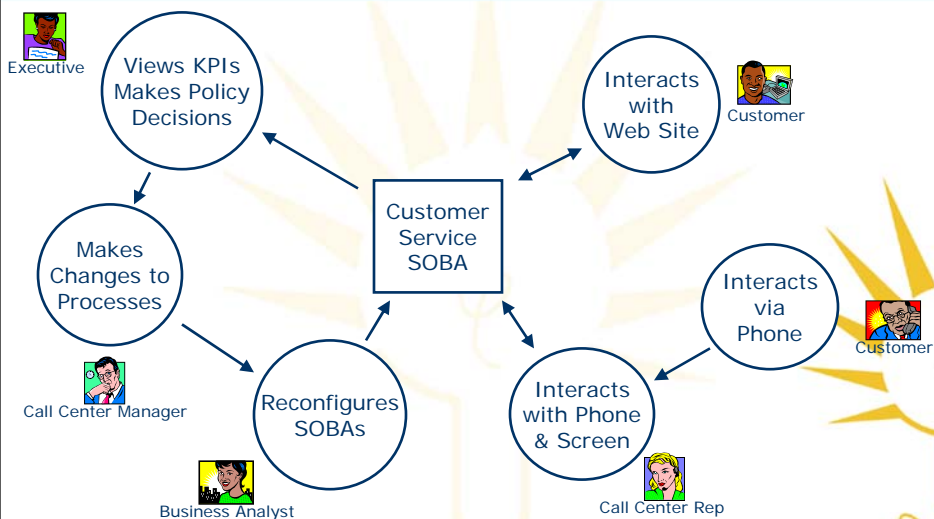 Executive
Views KPIs
Makes Policy
Decisions
Interacts
with
Web Site
Customer
Customer
Service
SOBA
Makes
Changes to
Processes
Call Center Manager
Interacts
via
Phone
Customer
Reconfigures
SOBAs
Business Analyst
Interacts
with Phone
& Screen
Call Center Rep